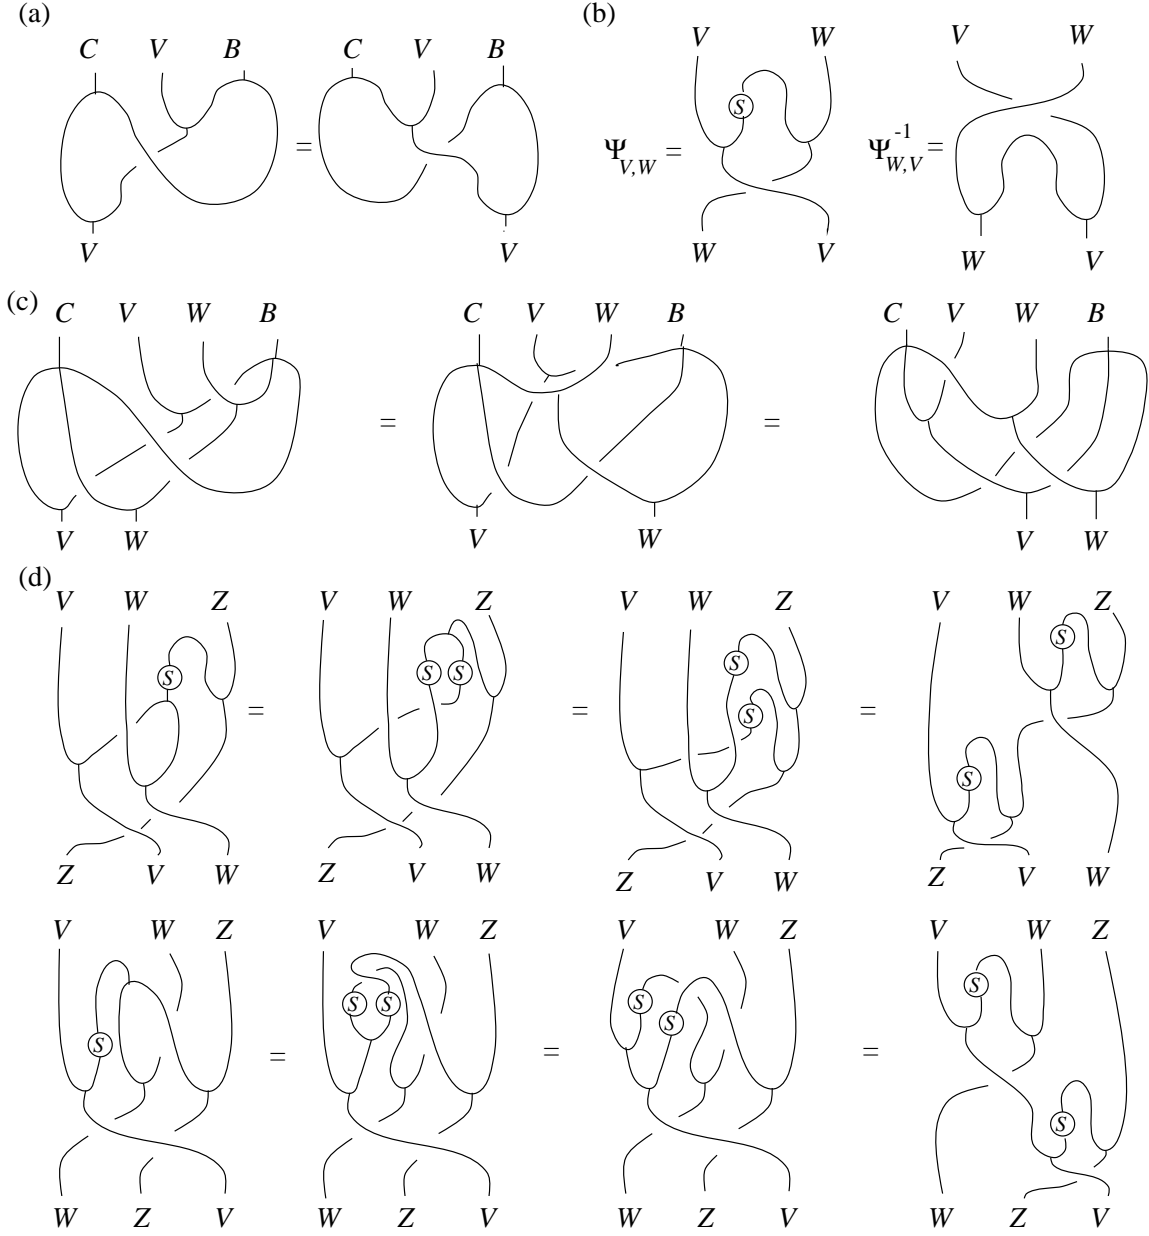 (a) (b)
C V B C V B V W V W
S
= Ψ_{V,W} = Ψ^{-1}_{W,V} =
V V W V W V
(c)
C V W B C V W B C V W B
= =
V W V W V W
(d)
V W Z V W Z V W Z V W Z
S S S S S S S
= = =
Z V W Z V W Z V W Z V W
V W Z V W Z V W Z V W Z
S S S S S S S
= = =
W Z V W Z V W Z V W Z V